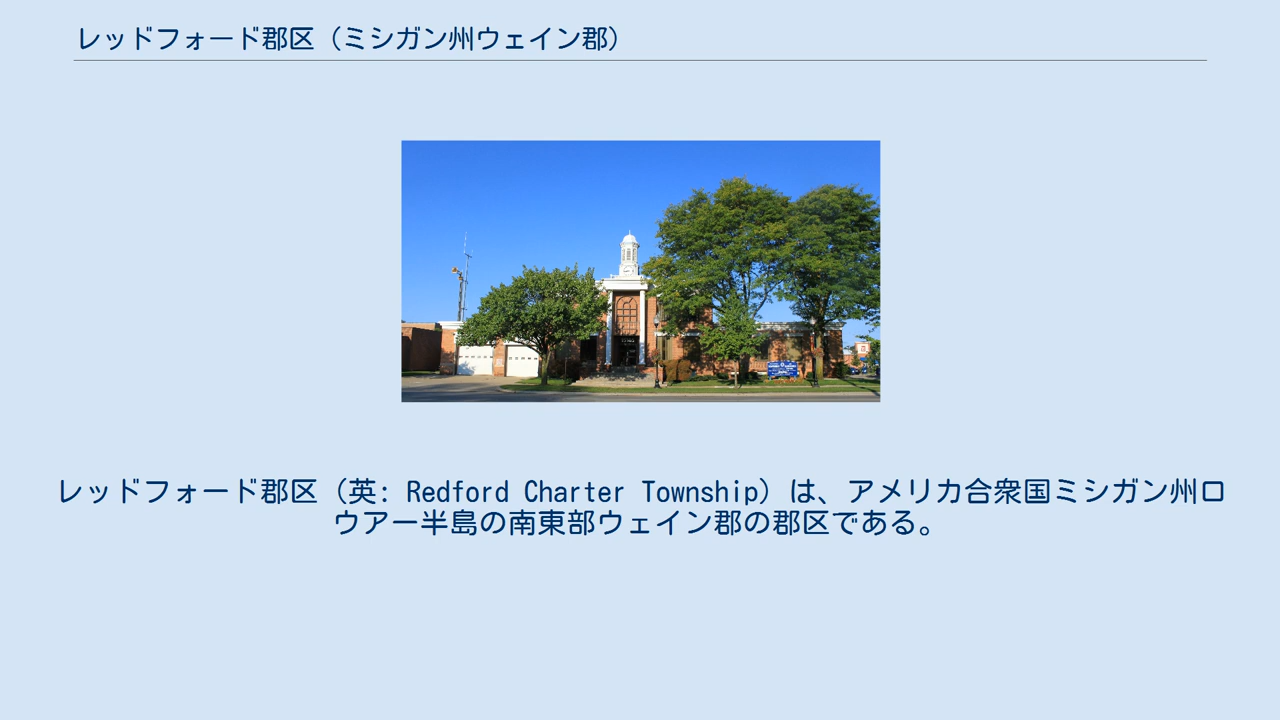 レッドフォード郡区（ミシガン州ウェイン郡）
レッドフォード郡区（英: Redford Charter Township）は、アメリカ合衆国ミシガン州ロ
ウアー半島の南東部ウェイン郡の郡区である。